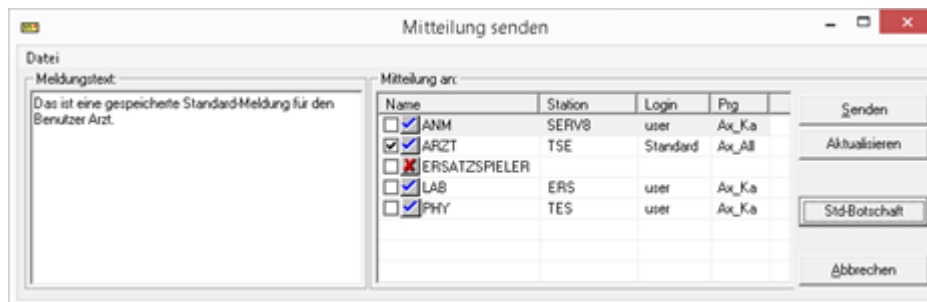 Mitteilung senden
Datei
Meldungstext:
Das ist eine gespeicherte Standard-Meldung für den
Benutzer Arzt.
Mitteilung an:
Name Station Login Prg
ANM SERV8 user Ax_Ka
ARZT TSE Standard Ax_All
ERSATZSPIELER
LAB ERS user Ax_Ka
PHY TES user Ax_Ka
Senden
Aktualisieren
Std-Botschaft
Abbrechen